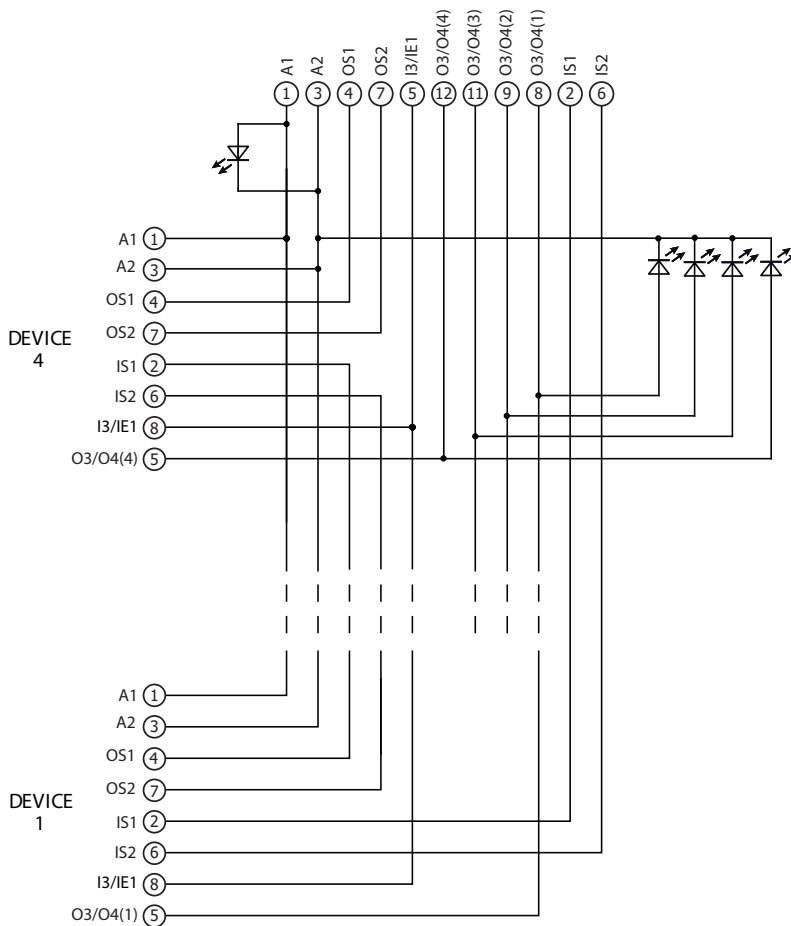 A1
A2
OS1
OS2
I3/IE1
O3/O4(4)
O3/O4(3)
O3/O4(2)
O3/O4(1)
IS1
IS2
1 3 4 7 5 12 11 9 8 2 6
DEVICE
4
A1 1
A2 3
OS1 4
OS2 7
IS1 2
IS2 6
I3/IE1 8
O3/O4(4) 5
DEVICE
1
A1 1
A2 3
OS1 4
OS2 7
IS1 2
IS2 6
I3/IE1 8
O3/O4(1) 5